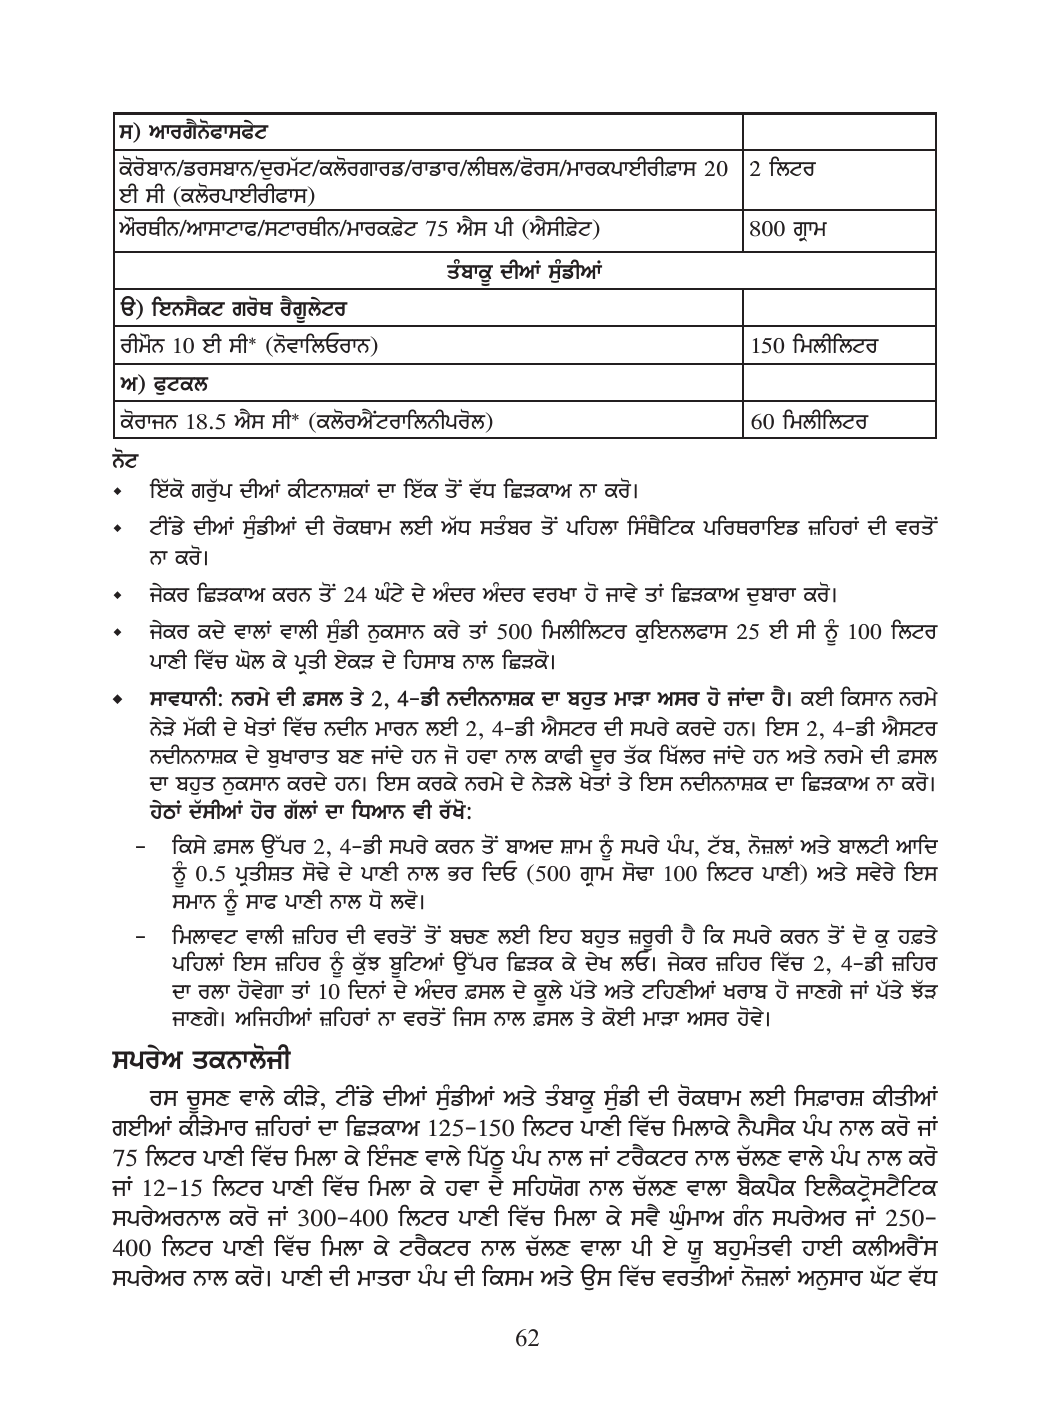 ਸ) ਆਰਗੈਨੋਫਾਸਫੇਟ
ਕੋਰੋਬਾਨ/ਡਰਸਬਾਨ/ਦੁਰਮੱਟ/ਕਲੋਰਗਾਰਡ/ਰਾਡਾਰ/ਲੀਥਲ/ਫੋਰਸ/ਮਾਰਕਪਾਈਰੀਫ਼ਾਸ 20 2 ਲਿਟਰ
ਈ ਸੀ (ਕਲੋਰਪਾਈਰੀਫਾਸ)
ਔਰਥੀਨ/ਆਸਾਟਾਫ/ਸਟਾਰਥੀਨ/ਮਾਰਕਫ਼ੇਟ 75 ਐਸ ਪੀ (ਐਸੀਫ਼ੇਟ) 800 ਗ੍ਰਾਮ
ਤੰਬਾਕੂ ਦੀਆਂ ਸੁੰਡੀਆਂ
ੳ) ਇਨਸੈਕਟ ਗਰੋਥ ਰੈਗੂਲੇਟਰ
ਰੀਮੌਨ 10 ਈ ਸੀ* (ਨੋਵਾਲਿਓਰਾਨ) 150 ਮਿਲੀਲਿਟਰ
ਅ) ਫੁਟਕਲ
ਕੋਰਾਜਨ 18.5 ਐਸ ਸੀ* (ਕਲੋਰਐਂਟਰਾਲਿਨੀਪਰੋਲ) 60 ਮਿਲੀਲਿਟਰ
ਨੋਟ
◆ ਇੱਕੋ ਗਰੁੱਪ ਦੀਆਂ ਕੀਟਨਾਸ਼ਕਾਂ ਦਾ ਇੱਕ ਤੋਂ ਵੱਧ ਛਿੜਕਾਅ ਨਾ ਕਰੋ।
◆ ਟੀਂਡੇ ਦੀਆਂ ਸੁੰਡੀਆਂ ਦੀ ਰੋਕਥਾਮ ਲਈ ਅੱਧ ਸਤੰਬਰ ਤੋਂ ਪਹਿਲਾ ਸਿੰਥੈਟਿਕ ਪਰਿਥਰਾਇਡ ਜ਼ਹਿਰਾਂ ਦੀ ਵਰਤੋਂ
ਨਾ ਕਰੋ।
◆ ਜੇਕਰ ਛਿੜਕਾਅ ਕਰਨ ਤੋਂ 24 ਘੰਟੇ ਦੇ ਅੰਦਰ ਅੰਦਰ ਵਰਖਾ ਹੋ ਜਾਵੇ ਤਾਂ ਛਿੜਕਾਅ ਦੁਬਾਰਾ ਕਰੋ।
◆ ਜੇਕਰ ਕਦੇ ਵਾਲਾਂ ਵਾਲੀ ਸੁੰਡੀ ਨੁਕਸਾਨ ਕਰੇ ਤਾਂ 500 ਮਿਲੀਲਿਟਰ ਕੁਇਨਲਫਾਸ 25 ਈ ਸੀ ਨੂੰ 100 ਲਿਟਰ
ਪਾਣੀ ਵਿੱਚ ਘੋਲ ਕੇ ਪ੍ਰਤੀ ਏਕੜ ਦੇ ਹਿਸਾਬ ਨਾਲ ਛਿੜਕੋ।
◆ ਸਾਵਧਾਨੀ: ਨਰਮੇ ਦੀ ਫ਼ਸਲ ਤੇ 2, 4-ਡੀ ਨਦੀਨਨਾਸ਼ਕ ਦਾ ਬਹੁਤ ਮਾੜਾ ਅਸਰ ਹੋ ਜਾਂਦਾ ਹੈ। ਕਈ ਕਿਸਾਨ ਨਰਮੇ
ਨੇੜੇ ਮੱਕੀ ਦੇ ਖੇਤਾਂ ਵਿੱਚ ਨਦੀਨ ਮਾਰਨ ਲਈ 2, 4-ਡੀ ਐਸਟਰ ਦੀ ਸਪਰੇ ਕਰਦੇ ਹਨ। ਇਸ 2, 4-ਡੀ ਐਸਟਰ
ਨਦੀਨਨਾਸ਼ਕ ਦੇ ਬੁਖਾਰਾਤ ਬਣ ਜਾਂਦੇ ਹਨ ਜੋ ਹਵਾ ਨਾਲ ਕਾਫੀ ਦੂਰ ਤੱਕ ਖਿੱਲਰ ਜਾਂਦੇ ਹਨ ਅਤੇ ਨਰਮੇ ਦੀ ਫ਼ਸਲ
ਦਾ ਬਹੁਤ ਨੁਕਸਾਨ ਕਰਦੇ ਹਨ। ਇਸ ਕਰਕੇ ਨਰਮੇ ਦੇ ਨੇੜਲੇ ਖੇਤਾਂ ਤੇ ਇਸ ਨਦੀਨਨਾਸ਼ਕ ਦਾ ਛਿੜਕਾਅ ਨਾ ਕਰੋ।
ਹੇਠਾਂ ਦੱਸੀਆਂ ਹੋਰ ਗੱਲਾਂ ਦਾ ਧਿਆਨ ਵੀ ਰੱਖੋ:
- ਕਿਸੇ ਫ਼ਸਲ ਉੱਪਰ 2, 4-ਡੀ ਸਪਰੇ ਕਰਨ ਤੋਂ ਬਾਅਦ ਸ਼ਾਮ ਨੂੰ ਸਪਰੇ ਪੰਪ, ਟੱਬ, ਨੋਜ਼ਲਾਂ ਅਤੇ ਬਾਲਟੀ ਆਦਿ
ਨੂੰ 0.5 ਪ੍ਰਤੀਸ਼ਤ ਸੋਢੇ ਦੇ ਪਾਣੀ ਨਾਲ ਭਰ ਦਿਓ (500 ਗ੍ਰਾਮ ਸੋਢਾ 100 ਲਿਟਰ ਪਾਣੀ) ਅਤੇ ਸਵੇਰੇ ਇਸ
ਸਮਾਨ ਨੂੰ ਸਾਫ ਪਾਣੀ ਨਾਲ ਧੋ ਲਵੋ।
- ਮਿਲਾਵਟ ਵਾਲੀ ਜ਼ਹਿਰ ਦੀ ਵਰਤੋਂ ਤੋਂ ਬਚਣ ਲਈ ਇਹ ਬਹੁਤ ਜ਼ਰੂਰੀ ਹੈ ਕਿ ਸਪਰੇ ਕਰਨ ਤੋਂ ਦੋ ਕੁ ਹਫ਼ਤੇ
ਪਹਿਲਾਂ ਇਸ ਜ਼ਹਿਰ ਨੂੰ ਕੁੱਝ ਬੂਟਿਆਂ ਉੱਪਰ ਛਿੜਕ ਕੇ ਦੇਖ ਲਓ। ਜੇਕਰ ਜ਼ਹਿਰ ਵਿੱਚ 2, 4-ਡੀ ਜ਼ਹਿਰ
ਦਾ ਰਲਾ ਹੋਵੇਗਾ ਤਾਂ 10 ਦਿਨਾਂ ਦੇ ਅੰਦਰ ਫ਼ਸਲ ਦੇ ਕੂਲੇ ਪੱਤੇ ਅਤੇ ਟਹਿਣੀਆਂ ਖਰਾਬ ਹੋ ਜਾਣਗੇ ਜਾਂ ਪੱਤੇ ਝੱੜ
ਜਾਣਗੇ। ਅਜਿਹੀਆਂ ਜ਼ਹਿਰਾਂ ਨਾ ਵਰਤੋਂ ਜਿਸ ਨਾਲ ਫ਼ਸਲ ਤੇ ਕੋਈ ਮਾੜਾ ਅਸਰ ਹੋਵੇ।
ਸਪਰੇਅ ਤਕਨਾਲੋਜੀ
ਰਸ ਚੂਸਣ ਵਾਲੇ ਕੀੜੇ, ਟੀਂਡੇ ਦੀਆਂ ਸੁੰਡੀਆਂ ਅਤੇ ਤੰਬਾਕੂ ਸੁੰਡੀ ਦੀ ਰੋਕਥਾਮ ਲਈ ਸਿਫ਼ਾਰਸ਼ ਕੀਤੀਆਂ
ਗਈਆਂ ਕੀੜੇਮਾਰ ਜ਼ਹਿਰਾਂ ਦਾ ਛਿੜਕਾਅ 125-150 ਲਿਟਰ ਪਾਣੀ ਵਿੱਚ ਮਿਲਾਕੇ ਨੈਪਸੈਕ ਪੰਪ ਨਾਲ ਕਰੋ ਜਾਂ
75 ਲਿਟਰ ਪਾਣੀ ਵਿੱਚ ਮਿਲਾ ਕੇ ਇੰਜਣ ਵਾਲੇ ਪਿੱਠੂ ਪੰਪ ਨਾਲ ਜਾਂ ਟਰੈਕਟਰ ਨਾਲ ਚੱਲਣ ਵਾਲੇ ਪੰਪ ਨਾਲ ਕਰੋ
ਜਾਂ 12-15 ਲਿਟਰ ਪਾਣੀ ਵਿੱਚ ਮਿਲਾ ਕੇ ਹਵਾ ਦੇ ਸਹਿਯੋਗ ਨਾਲ ਚੱਲਣ ਵਾਲਾ ਬੈਕਪੈਕ ਇਲੈਕਟ੍ਰੋਸਟੈਟਿਕ
ਸਪਰੇਅਰਨਾਲ ਕਰੋ ਜਾਂ 300-400 ਲਿਟਰ ਪਾਣੀ ਵਿੱਚ ਮਿਲਾ ਕੇ ਸਵੈ ਘੁੰਮਾਅ ਗੰਨ ਸਪਰੇਅਰ ਜਾਂ 250-
400 ਲਿਟਰ ਪਾਣੀ ਵਿੱਚ ਮਿਲਾ ਕੇ ਟਰੈਕਟਰ ਨਾਲ ਚੱਲਣ ਵਾਲਾ ਪੀ ਏ ਯੂ ਬਹੁਮੰਤਵੀ ਹਾਈ ਕਲੀਅਰੈਂਸ
ਸਪਰੇਅਰ ਨਾਲ ਕਰੋ। ਪਾਣੀ ਦੀ ਮਾਤਰਾ ਪੰਪ ਦੀ ਕਿਸਮ ਅਤੇ ਉਸ ਵਿੱਚ ਵਰਤੀਆਂ ਨੋਜ਼ਲਾਂ ਅਨੁਸਾਰ ਘੱਟ ਵੱਧ
62